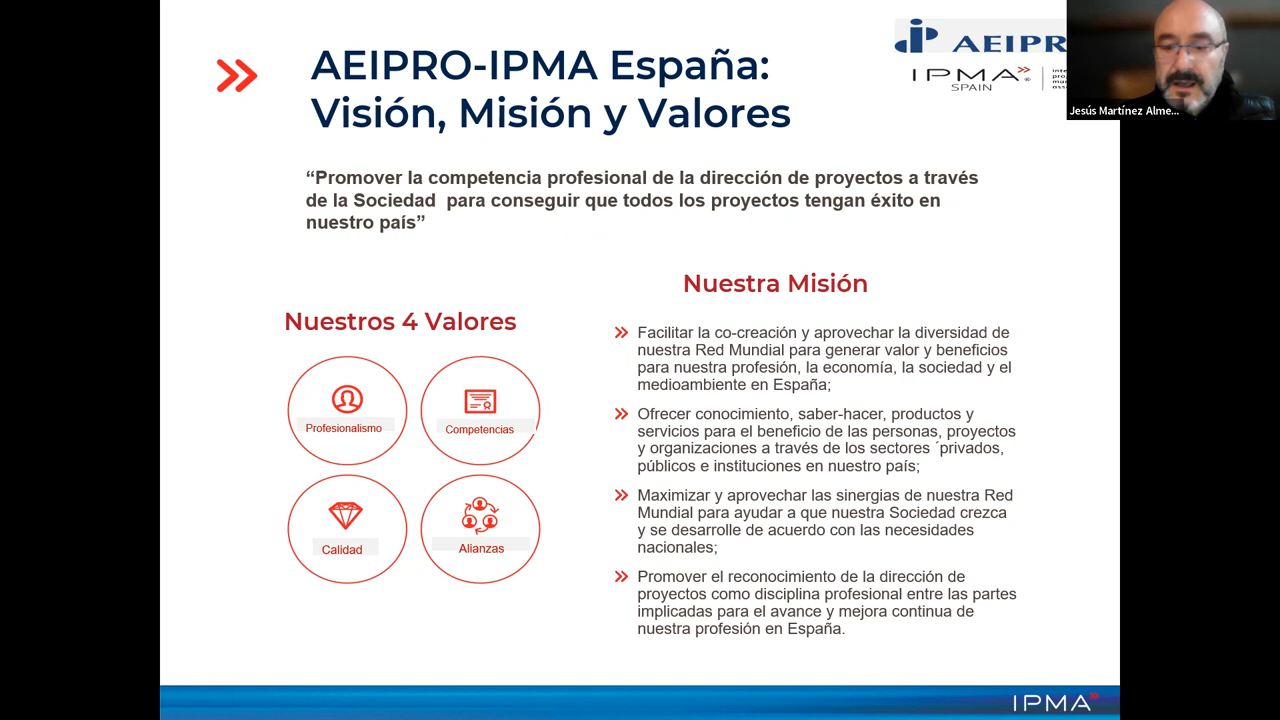 AEIPRO-IPMA España:
Visión, Misión y Valores
AEIPR
IPMA
SPAIN
Jesús Martínez Alme...
“Promover la competencia profesional de la dirección de proyectos a través
de la Sociedad para conseguir que todos los proyectos tengan éxito en
nuestro país”
Nuestros 4 Valores
Profesionalismo
Competencias
Calidad
Alianzas
Nuestra Misión
Facilitar la co-creación y aprovechar la diversidad de
nuestra Red Mundial para generar valor y beneficios
para nuestra profesión, la economía, la sociedad y el
medioambiente en España;
Ofrecer conocimiento, saber-hacer, productos y
servicios para el beneficio de las personas, proyectos
y organizaciones a través de los sectores ´privados,
públicos e instituciones en nuestro país;
Maximizar y aprovechar las sinergias de nuestra Red
Mundial para ayudar a que nuestra Sociedad crezca
y se desarrolle de acuerdo con las necesidades
nacionales;
Promover el reconocimiento de la dirección de
proyectos como disciplina profesional entre las partes
implicadas para el avance y mejora continua de
nuestra profesión en España.
IPMA